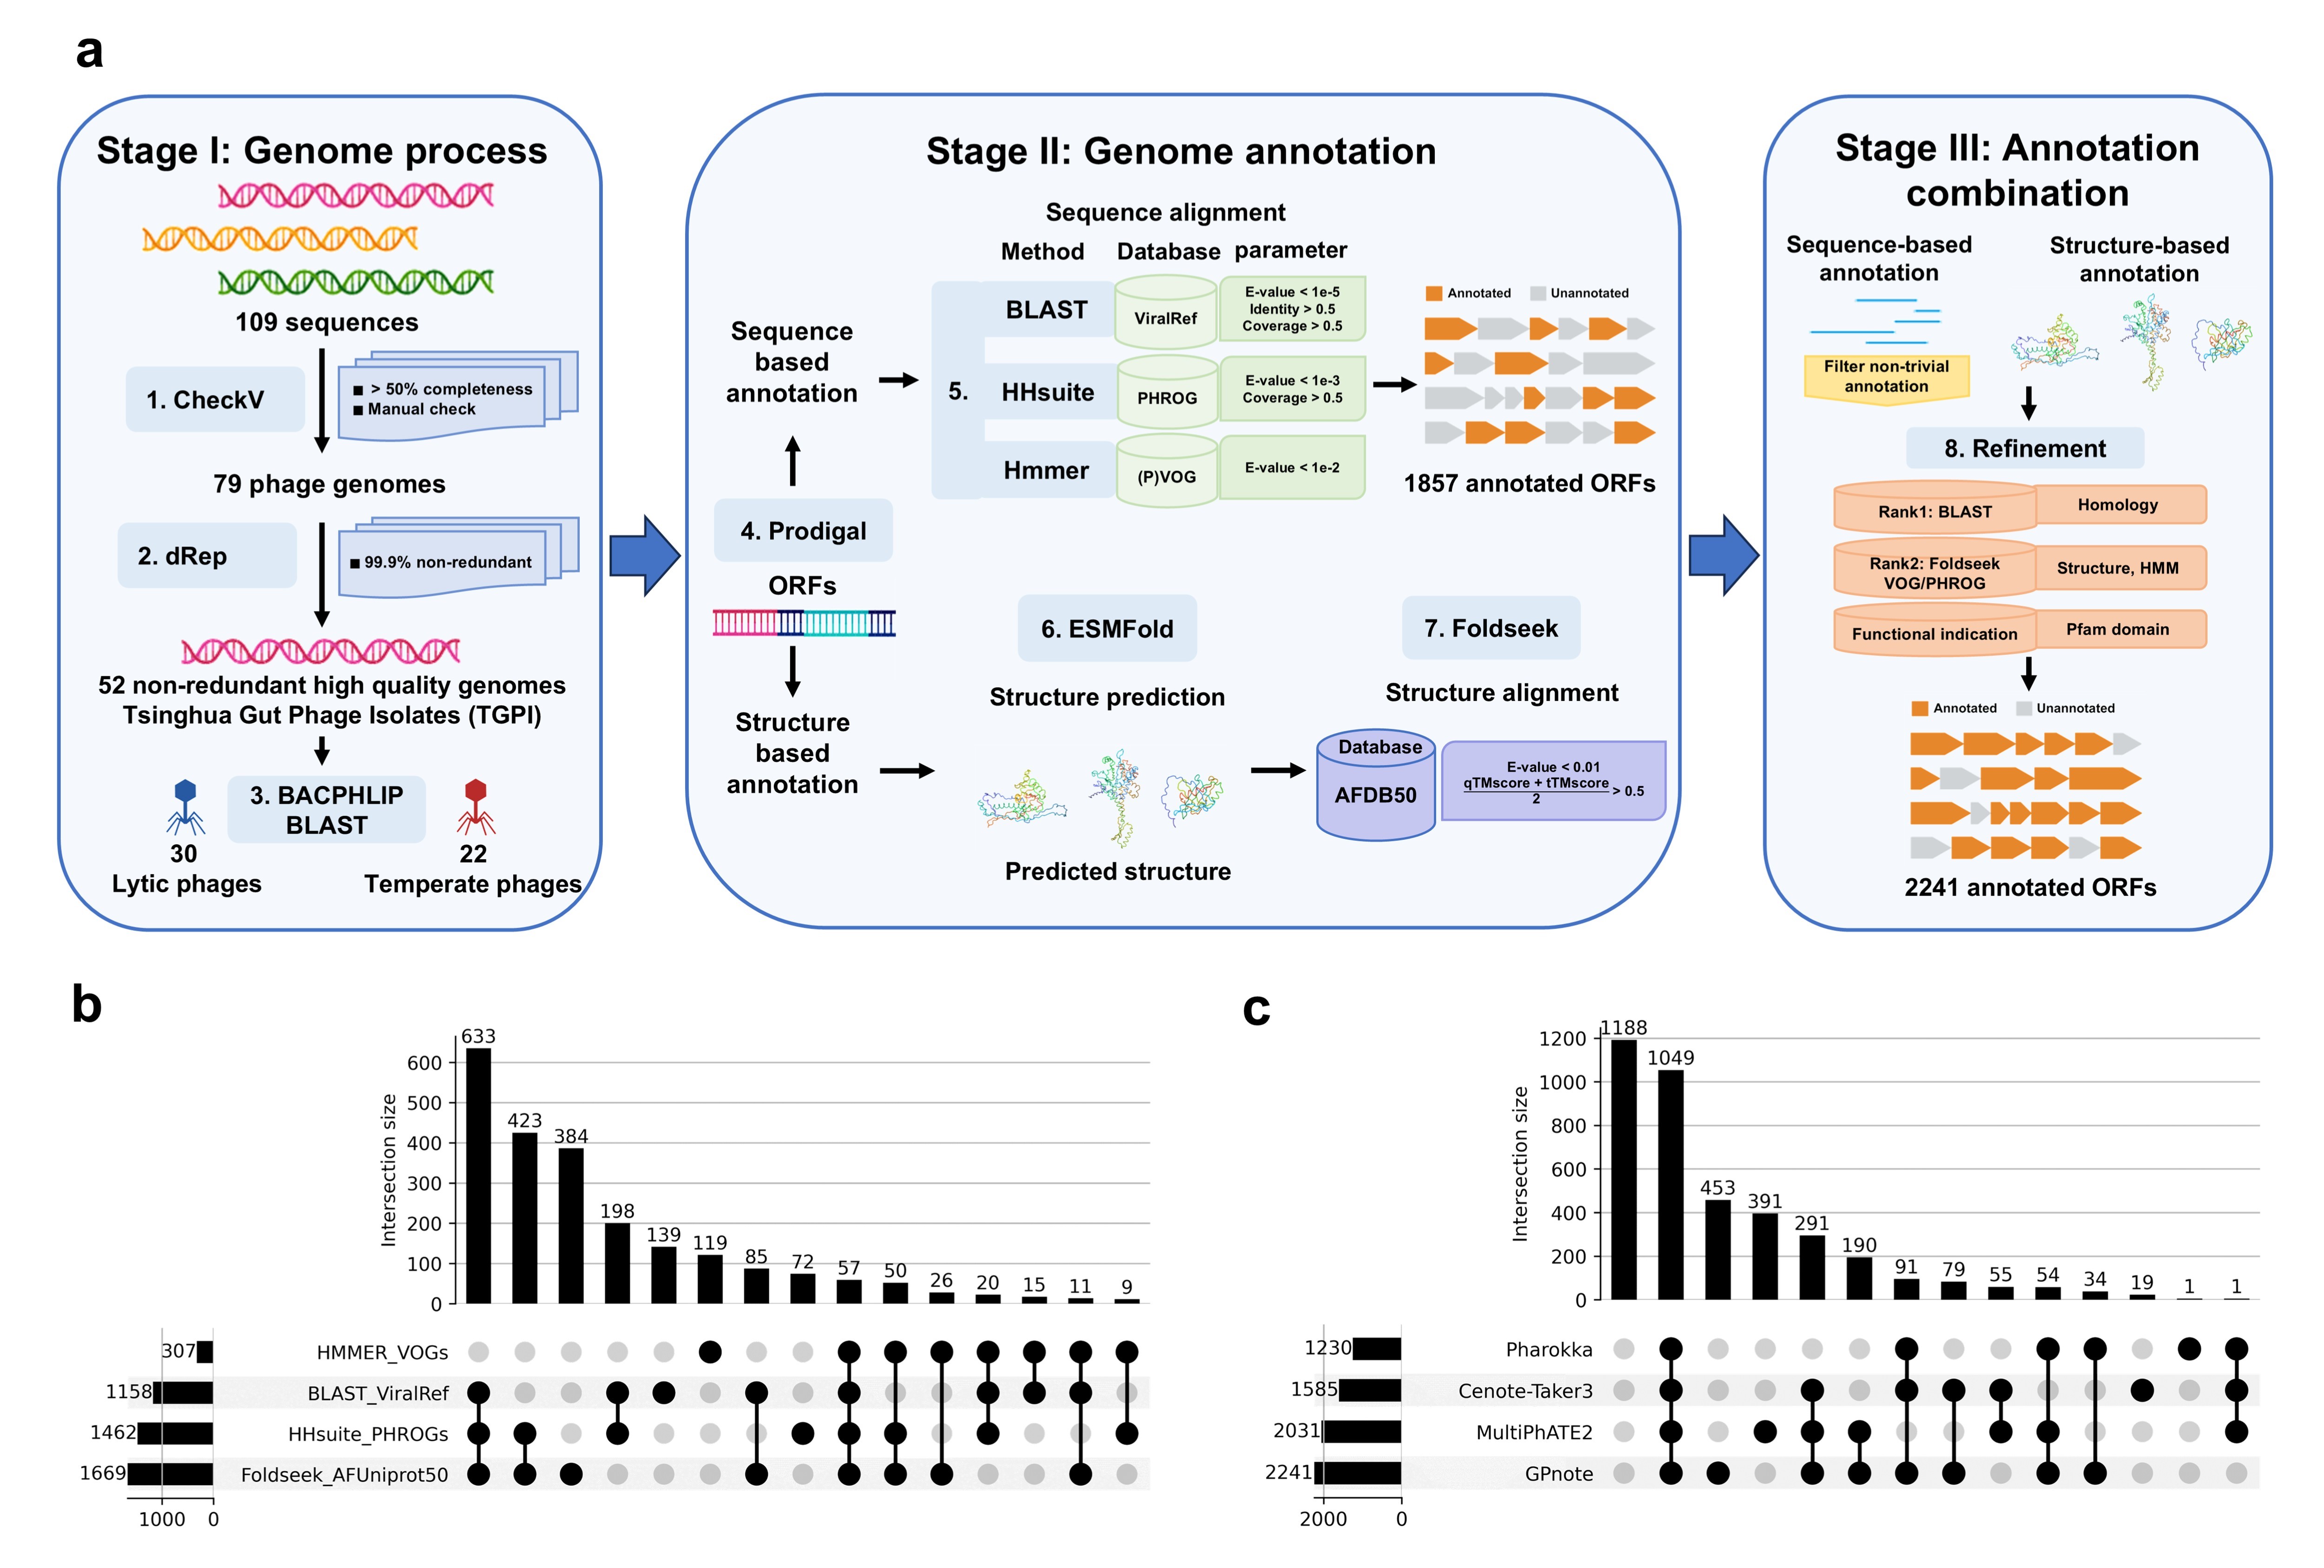 a
Stage I: Genome process
109 sequences
1. CheckV
■ > 50% completeness
■ Manual check
79 phage genomes
2. dRep
■ 99.9% non-redundant
52 non-redundant high quality genomes
Tsinghua Gut Phage Isolates (TGPI)
3. BACPHLIP
BLAST
30
Lytic phages
22
Temperate phages
Stage II: Genome annotation
Sequence alignment
Method Database parameter
Sequence
based
annotation
5.
BLAST
ViralRef
E-value < 1e-5
Identity > 0.5
Coverage > 0.5
HHsuite
PHROG
E-value < 1e-3
Coverage > 0.5
Hmmer
(P)VOG
E-value < 1e-2
Annotated Unannotated
1857 annotated ORFs
4. Prodigal
ORFs
Structure
based
annotation
6. ESMFold
Structure prediction
Predicted structure
7. Foldseek
Structure alignment
Database
AFDB50
E-value < 0.01
qTMscore + tTMscore
2
> 0.5
Stage III: Annotation
combination
Sequence-based
annotation
Structure-based
annotation
Filter non-trivial
annotation
8. Refinement
Rank1: BLAST
Homology
Rank2: Foldseek
VOG/PHROG
Structure, HMM
Functional indication
Pfam domain
Annotated Unannotated
2241 annotated ORFs
b
Intersection size
600
500
400
300
200
100
0
633
423
384
198
139
119
85
72
57
50
26
20
15
11
9
307 HMMER_VOGs
1158 BLAST_ViralRef
1462 HHsuite_PHROGs
1669 Foldseek_AFUniprot50
1000 0
c
Intersection size
1200
1000
800
600
400
200
0
1188
1049
453
391
291
190
91
79
55
54
34
19
1
1
1230 Pharokka
1585 Cenote-Taker3
2031 MultiPhATE2
2241 GPnote
2000 0